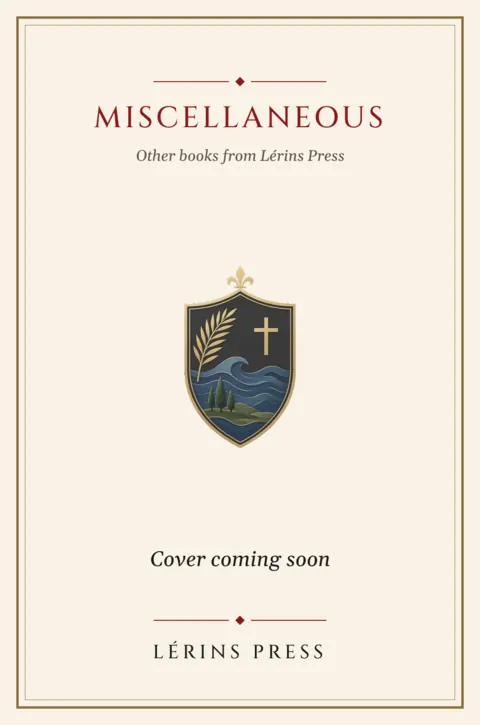 MISCELLANEOUS
Other books from Lérins Press
Cover coming soon
LÉRINS PRESS